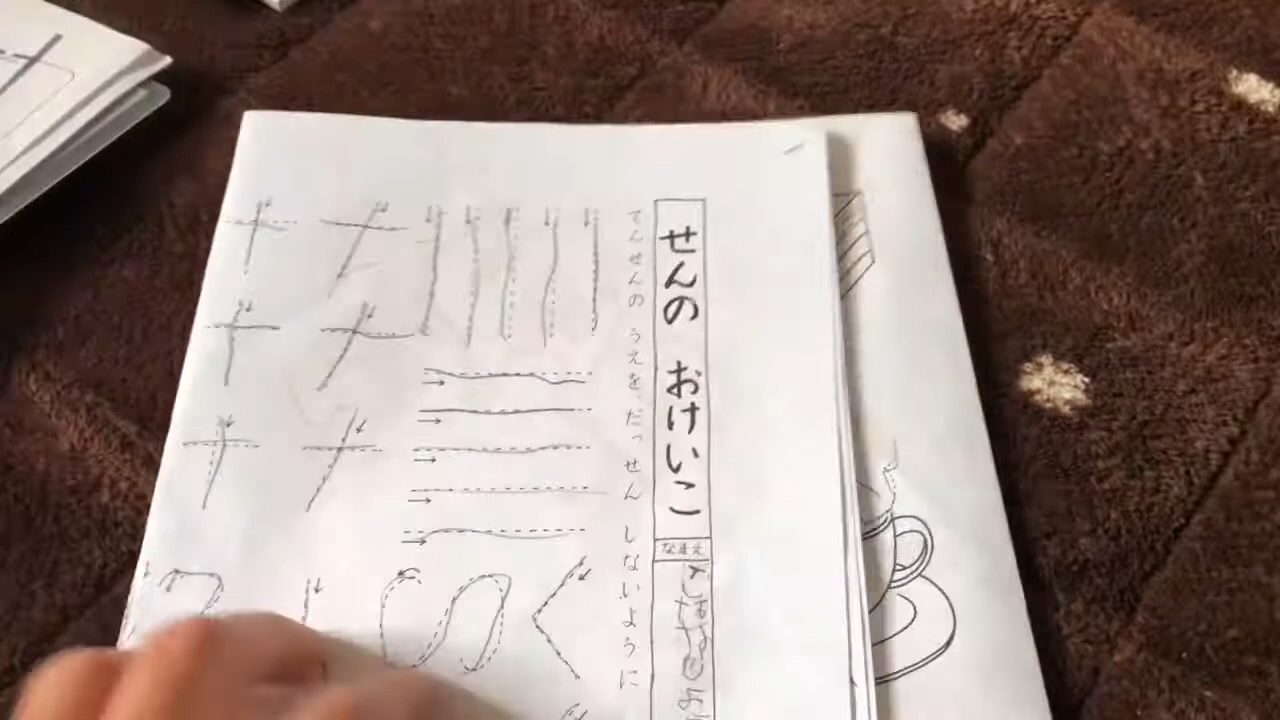 せんの おけいこ
なまえ
てんせんの うえを、だっせん しないように